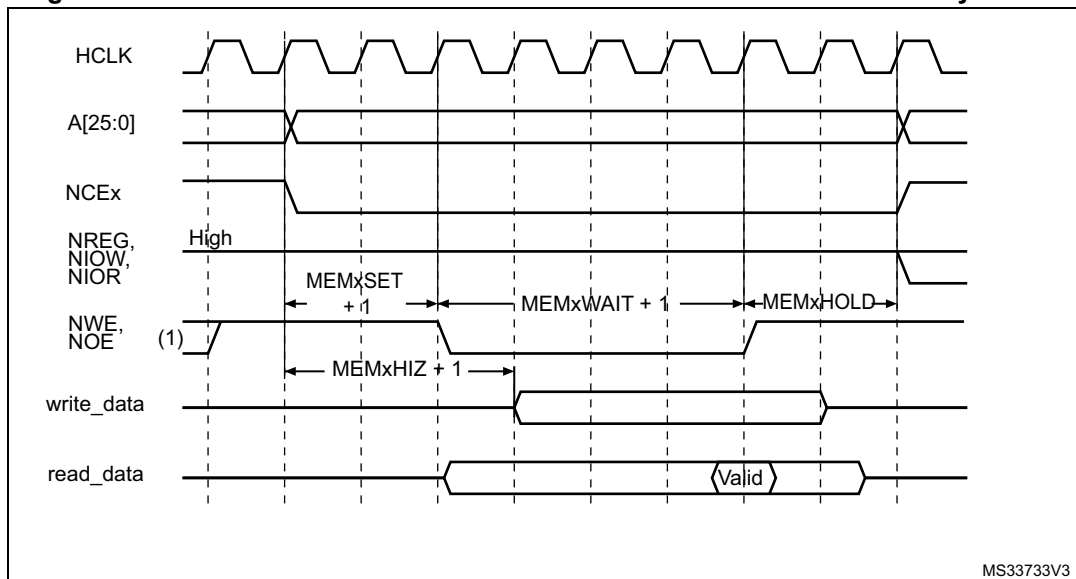 HCLK
A[25:0]
NCEx
NREG,
NIOW,
NIOR
High
MEMxSET
+ 1
MEMxWAIT + 1
MEMxHOLD
NWE,
NOE
(1)
MEMxHIZ + 1
write_data
read_data
Valid
MS33733V3